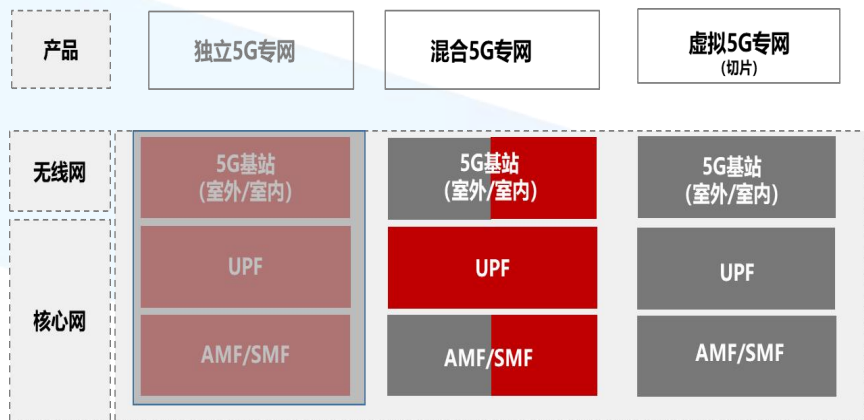 产品
独立5G专网
混合5G专网
虚拟5G专网
(切片)
无线网
5G基站
(室外/室内)
5G基站
(室外/室内)
5G基站
(室外/室内)
核心网
UPF
UPF
UPF
AMF/SMF
AMF/SMF
AMF/SMF